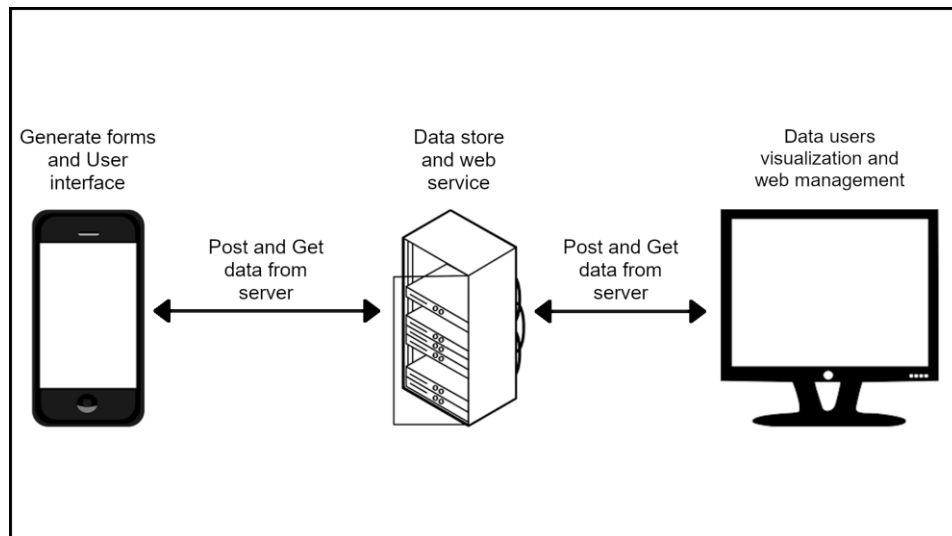 Generate forms
and User
interface
Post and Get
data from
server
Data store
and web
service
Post and Get
data from
server
Data users
visualization and
web management